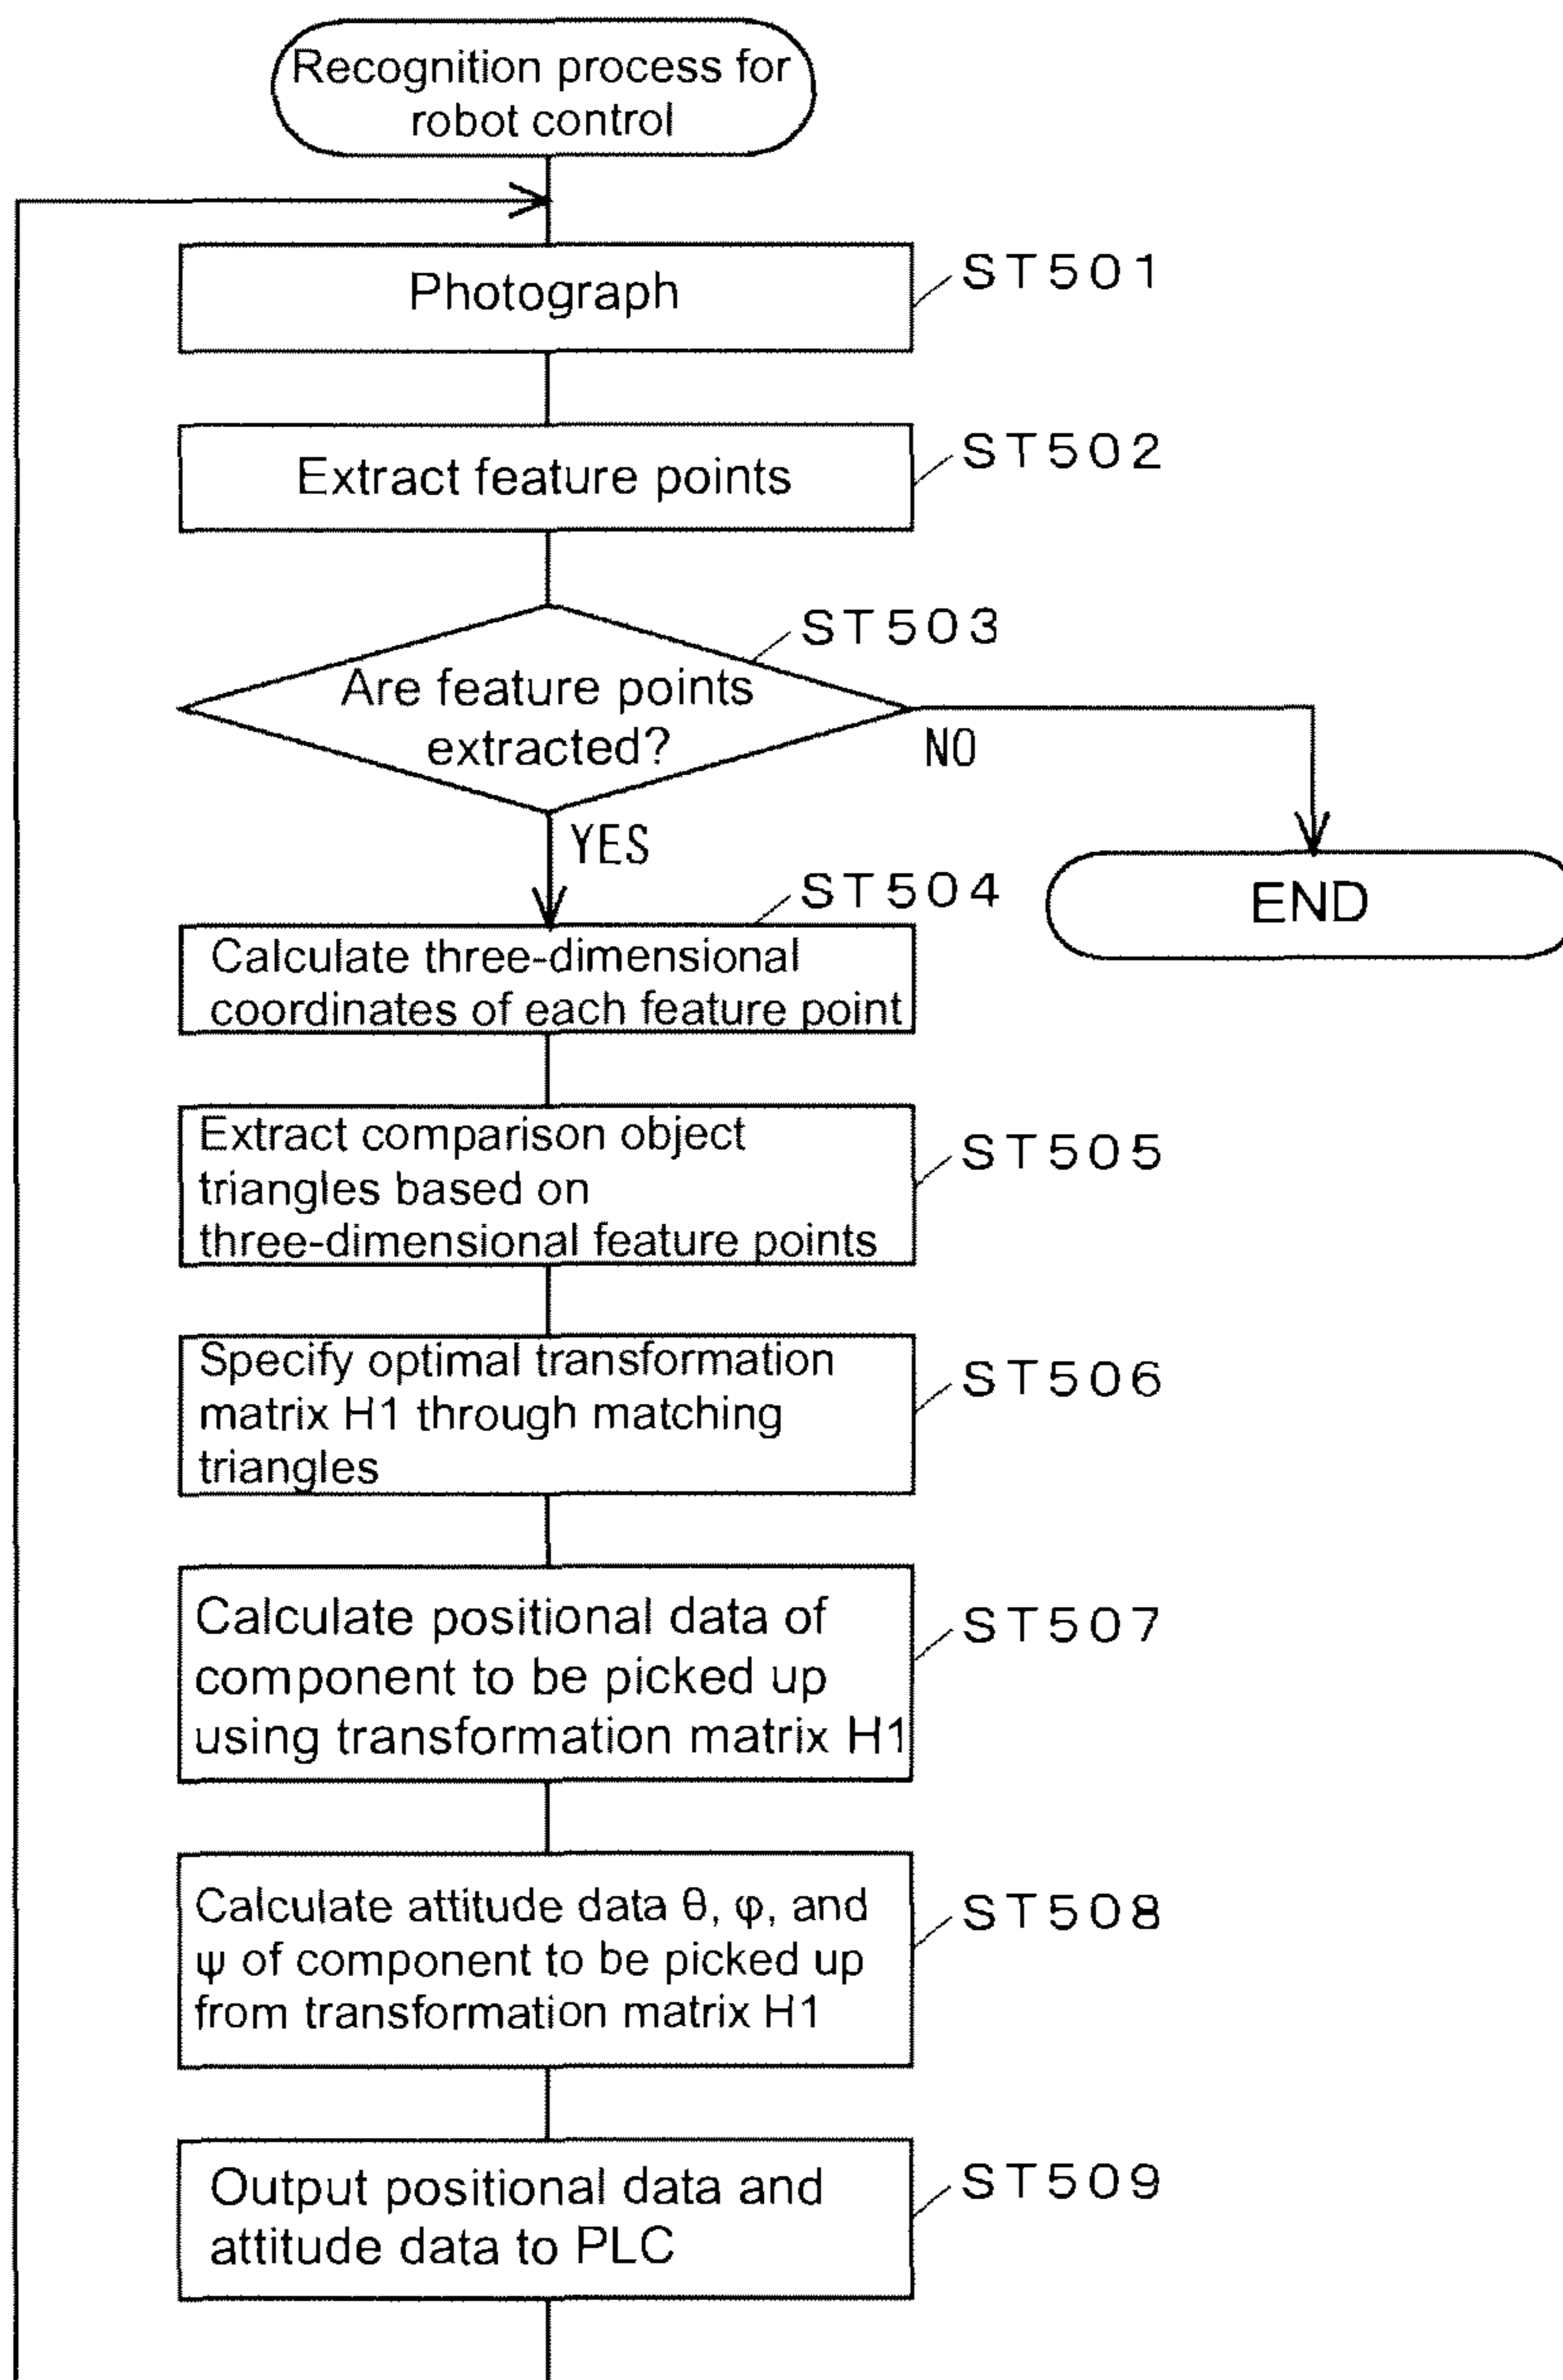 Recognition process for
robot control
Photograph
ST501
Extract feature points
ST502
ST503
Are feature points
extracted?
NO
YES
ST504
END
Calculate three-dimensional
coordinates of each feature point
Extract comparison object
triangles based on
three-dimensional feature points
ST505
Specify optimal transformation
matrix H1 through matching
triangles
ST506
Calculate positional data of
component to be picked up
using transformation matrix H1
ST507
Calculate attitude data θ, φ, and
ψ of component to be picked up
from transformation matrix H1
ST508
Output positional data and
attitude data to PLC
ST509